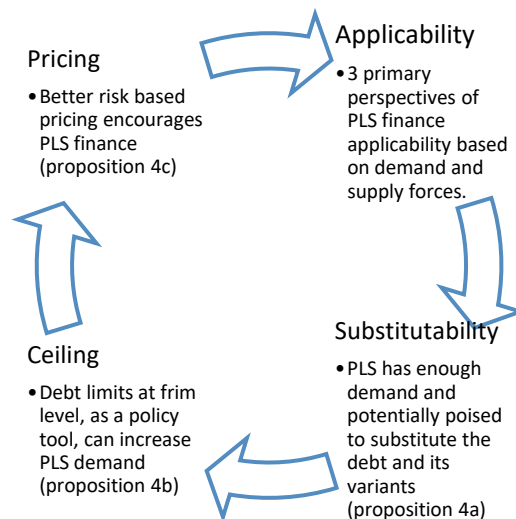 Pricing
•Better risk based
pricing encourages
PLS finance
(proposition 4c)
Applicability
•3 primary
perspectives of
PLS finance
applicability based
on demand and
supply forces.
Substitutability
•PLS has enough
demand and
potentially poised
to substitute the
debt and its
variants
(proposition 4a)
Ceiling
•Debt limits at frim
level, as a policy
tool, can increase
PLS demand
(proposition 4b)